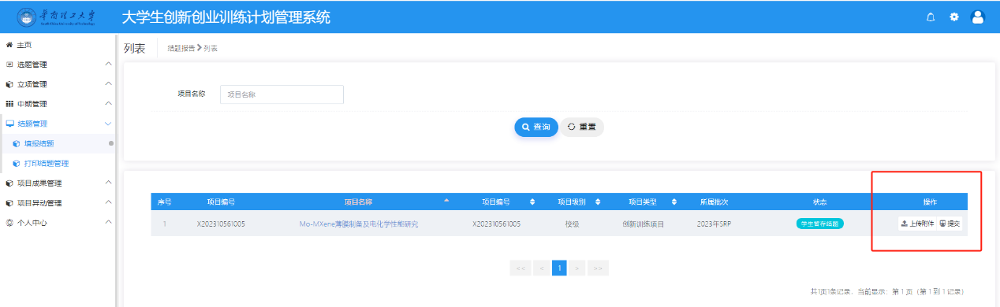 華南理工大学 大学生创新创业训练计划管理系统
South China University of Technology
主页
选题管理
立项管理
中期管理
结题管理
填报结题
打印结题管理
项目成果管理
项目异动管理
个人中心
列表 结题报告 列表
项目名称 项目名称
查询 重置
序号 项目编号 项目名称 项目编号 项目级别 项目类型 所属批次 状态 操作
1 X202310561005 Mo-MXene薄膜制备及电化学性能研究 X202310561005 校级 创新训练项目 2023年SRP 学生暂存结题 上传附件 提交
<< < 1 > >>
共1页1条记录，当前显示：第 1 页（第 1 到 1 记录）